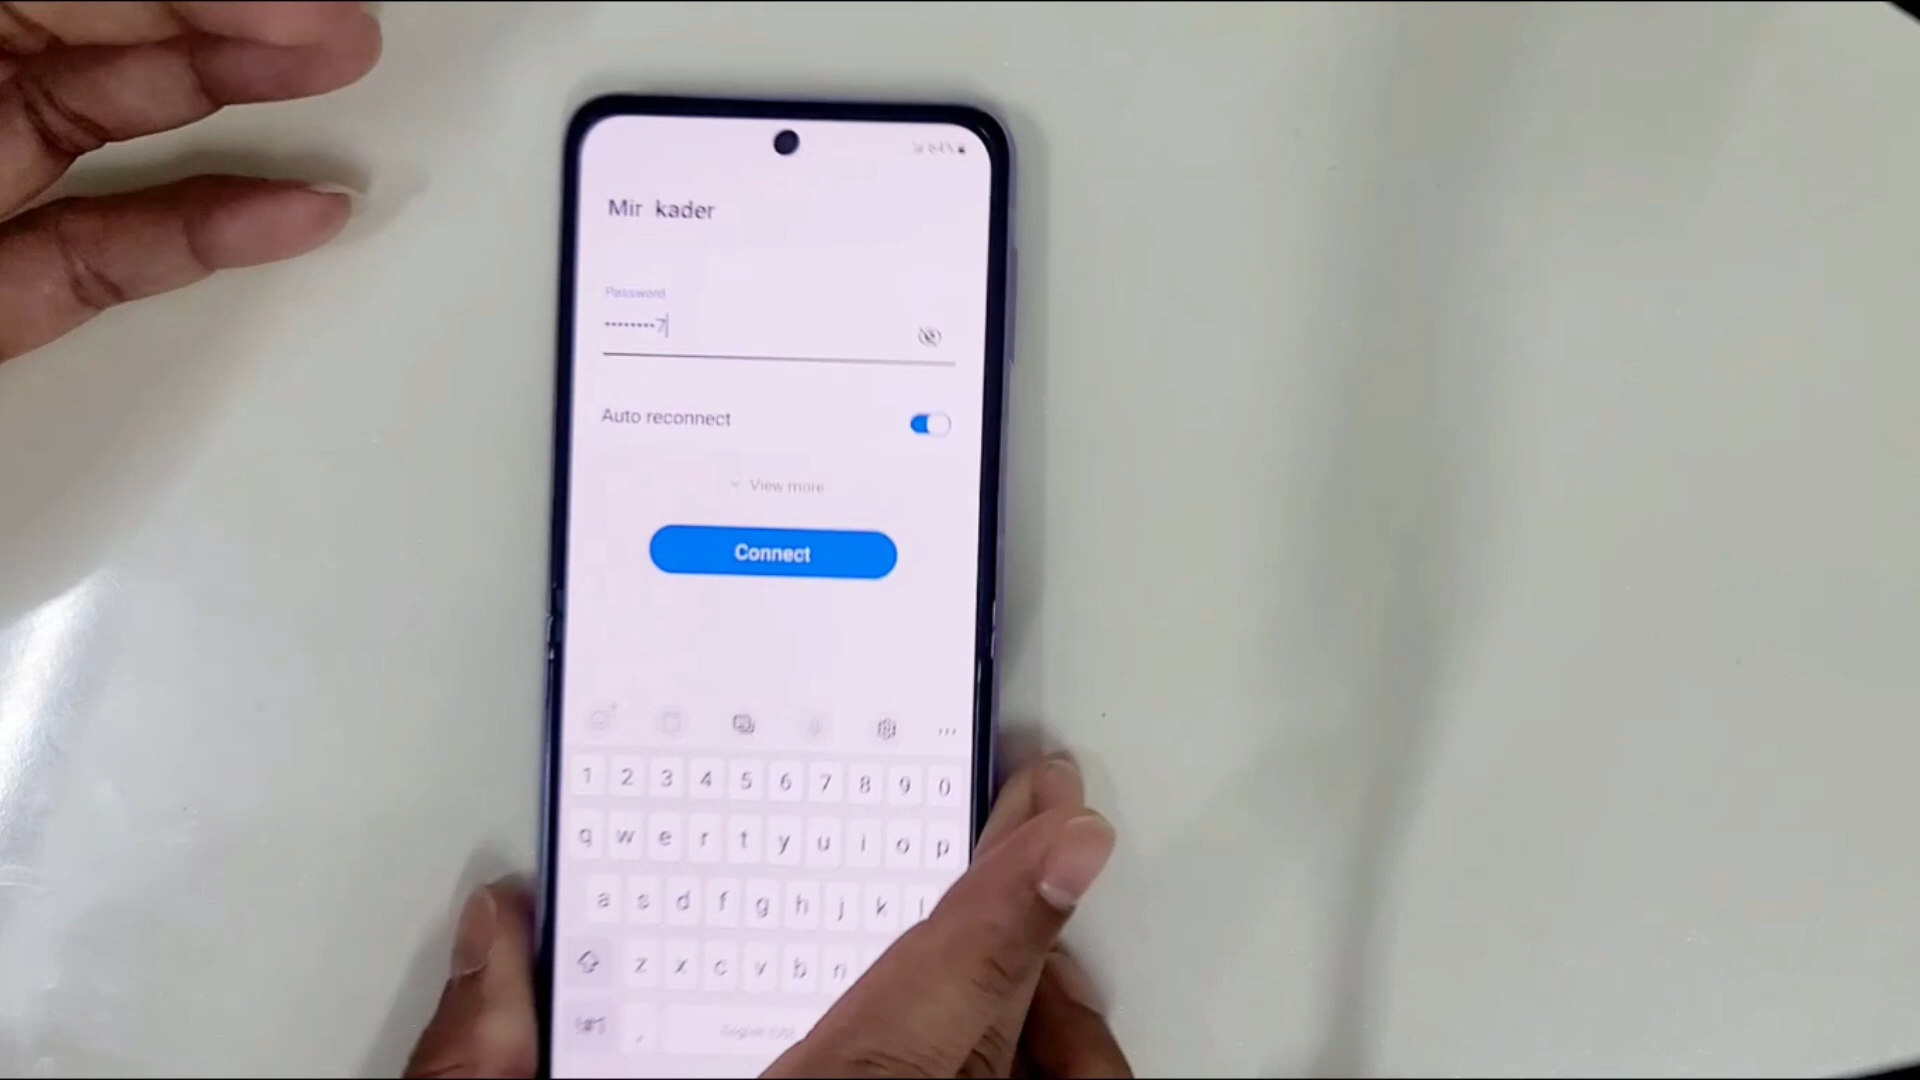 Mir kader
Password
••••••••7
Auto reconnect
View more
Connect
1 2 3 4 5 6 7 8 9 0
q w e r t y u i o p
a s d f g h j k l
z x c v b n
!#1 ,